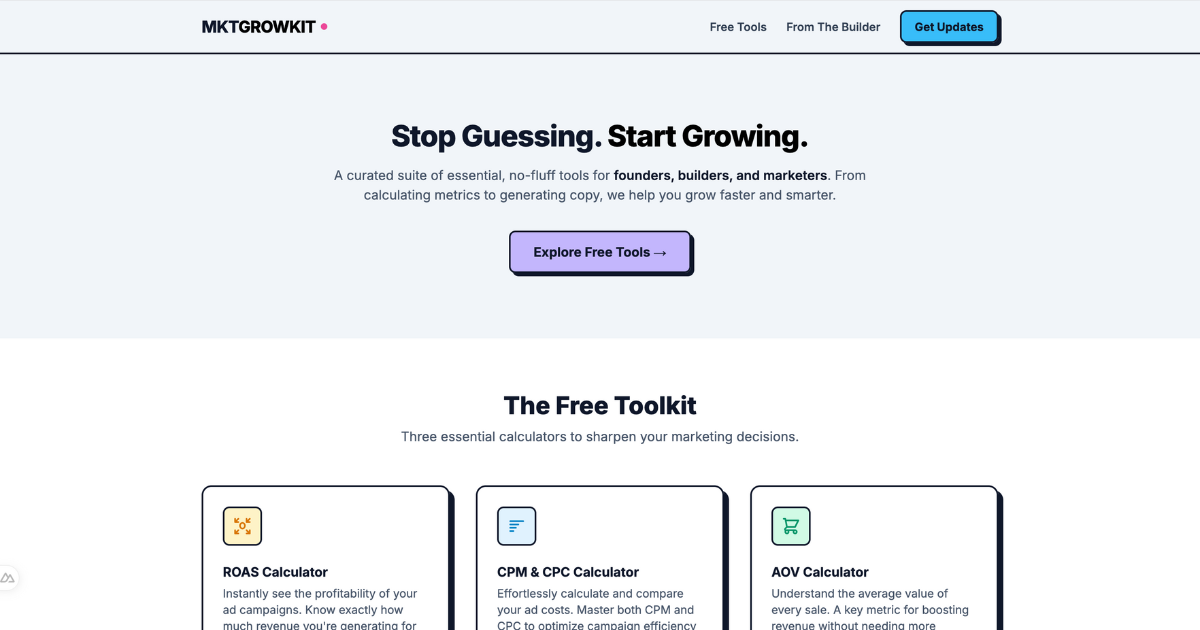 MKTGROWKIT
Free Tools
From The Builder
Get Updates
Stop Guessing. Start Growing.
A curated suite of essential, no-fluff tools for founders, builders, and marketers. From
calculating metrics to generating copy, we help you grow faster and smarter.
Explore Free Tools →
The Free Toolkit
Three essential calculators to sharpen your marketing decisions.
ROAS Calculator
Instantly see the profitability of your
ad campaigns. Know exactly how
much revenue you're generating for
CPM & CPC Calculator
Effortlessly calculate and compare
your ad costs. Master both CPM and
CPC to optimize campaign efficiency
AOV Calculator
Understand the average value of
every sale. A key metric for boosting
revenue without needing more